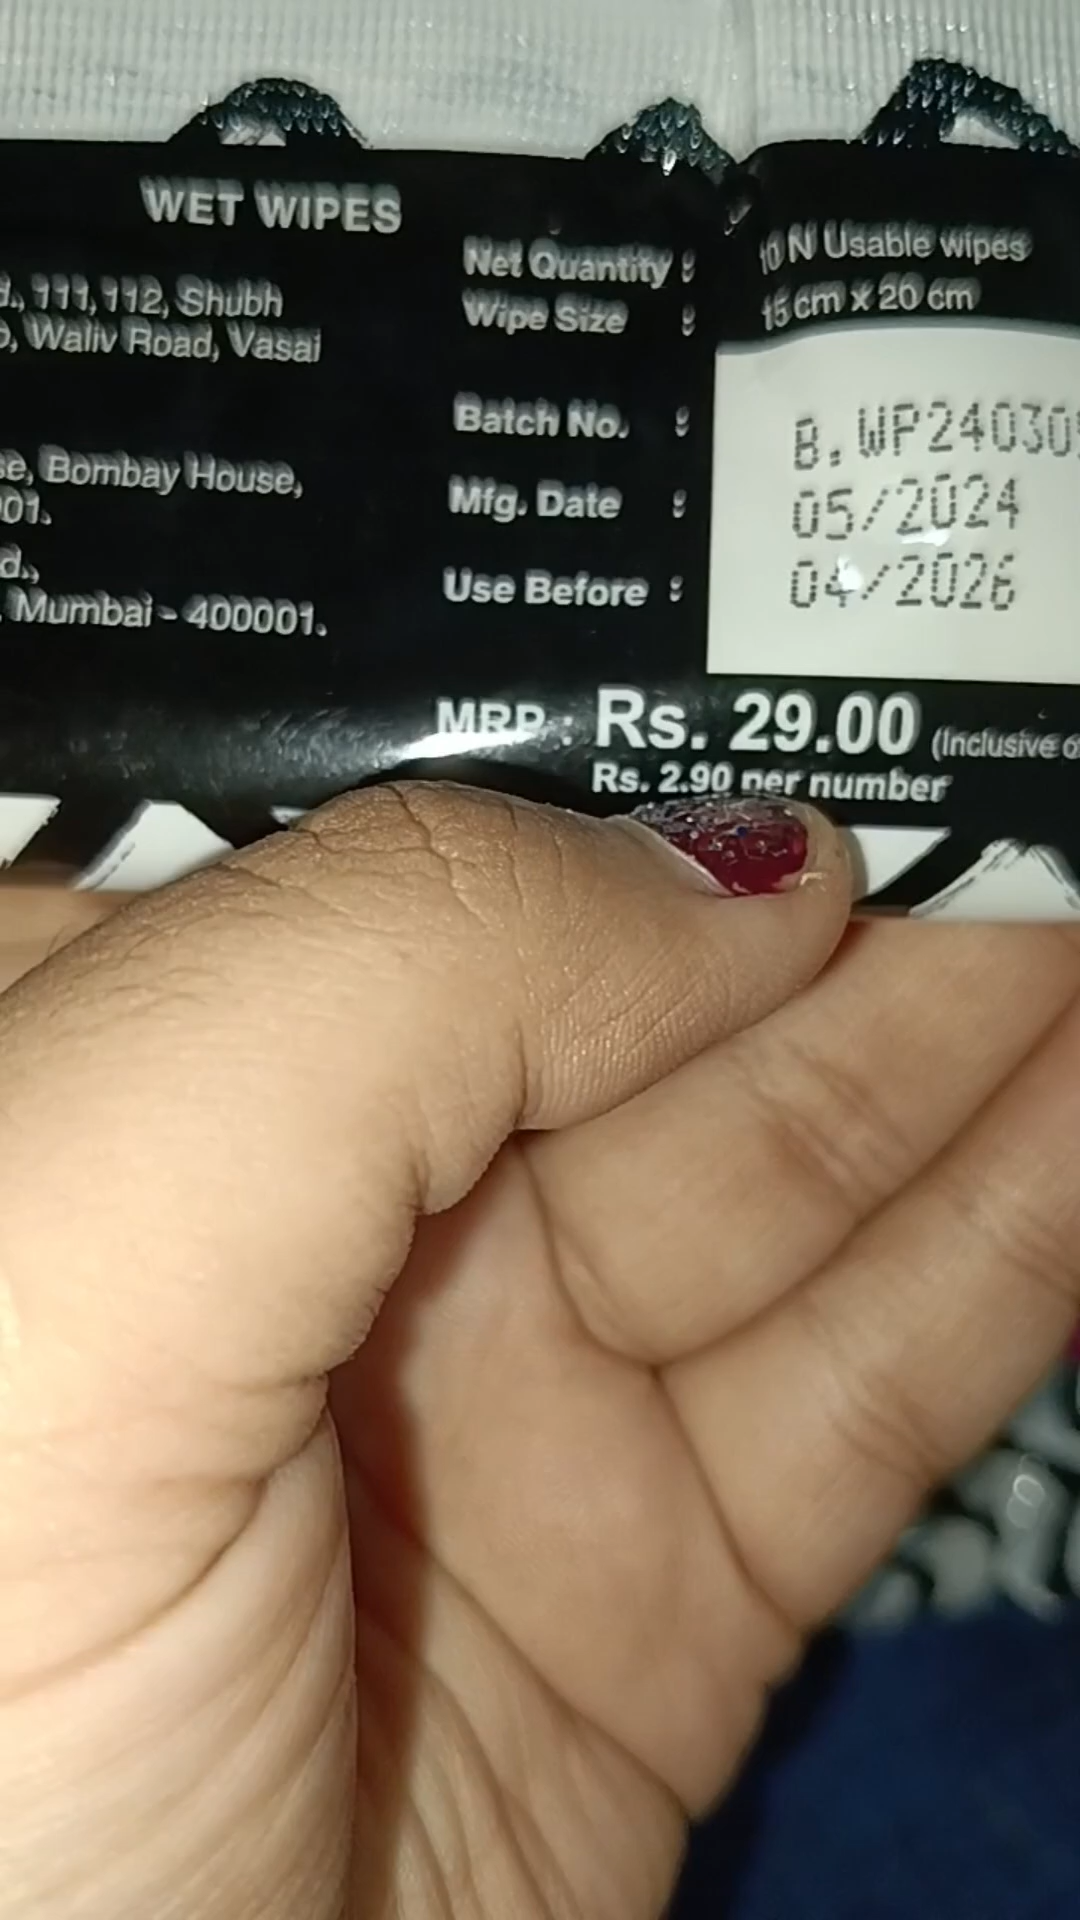 WET WIPES
111,112, Shubh
Waliv Road, Vasai
Bombay House,
Mumbai - 400001.
Net Quantity : 10 N Usable wipes
Wipe Size : 15 cm x 20 cm
Batch No. : B. WP24030
Mfg. Date : 05/2024
Use Before : 04/2026
MRP : Rs. 29.00 (Inclusive
Rs. 2.90 per number